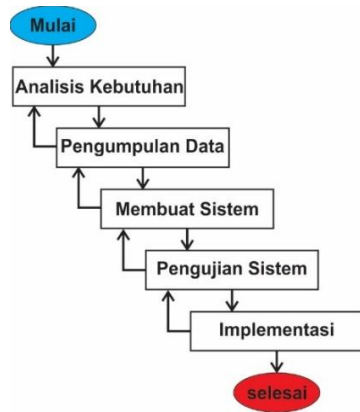 Mulai
Analisis Kebutuhan
Pengumpulan Data
Membuat Sistem
Pengujian Sistem
Implementasi
selesai